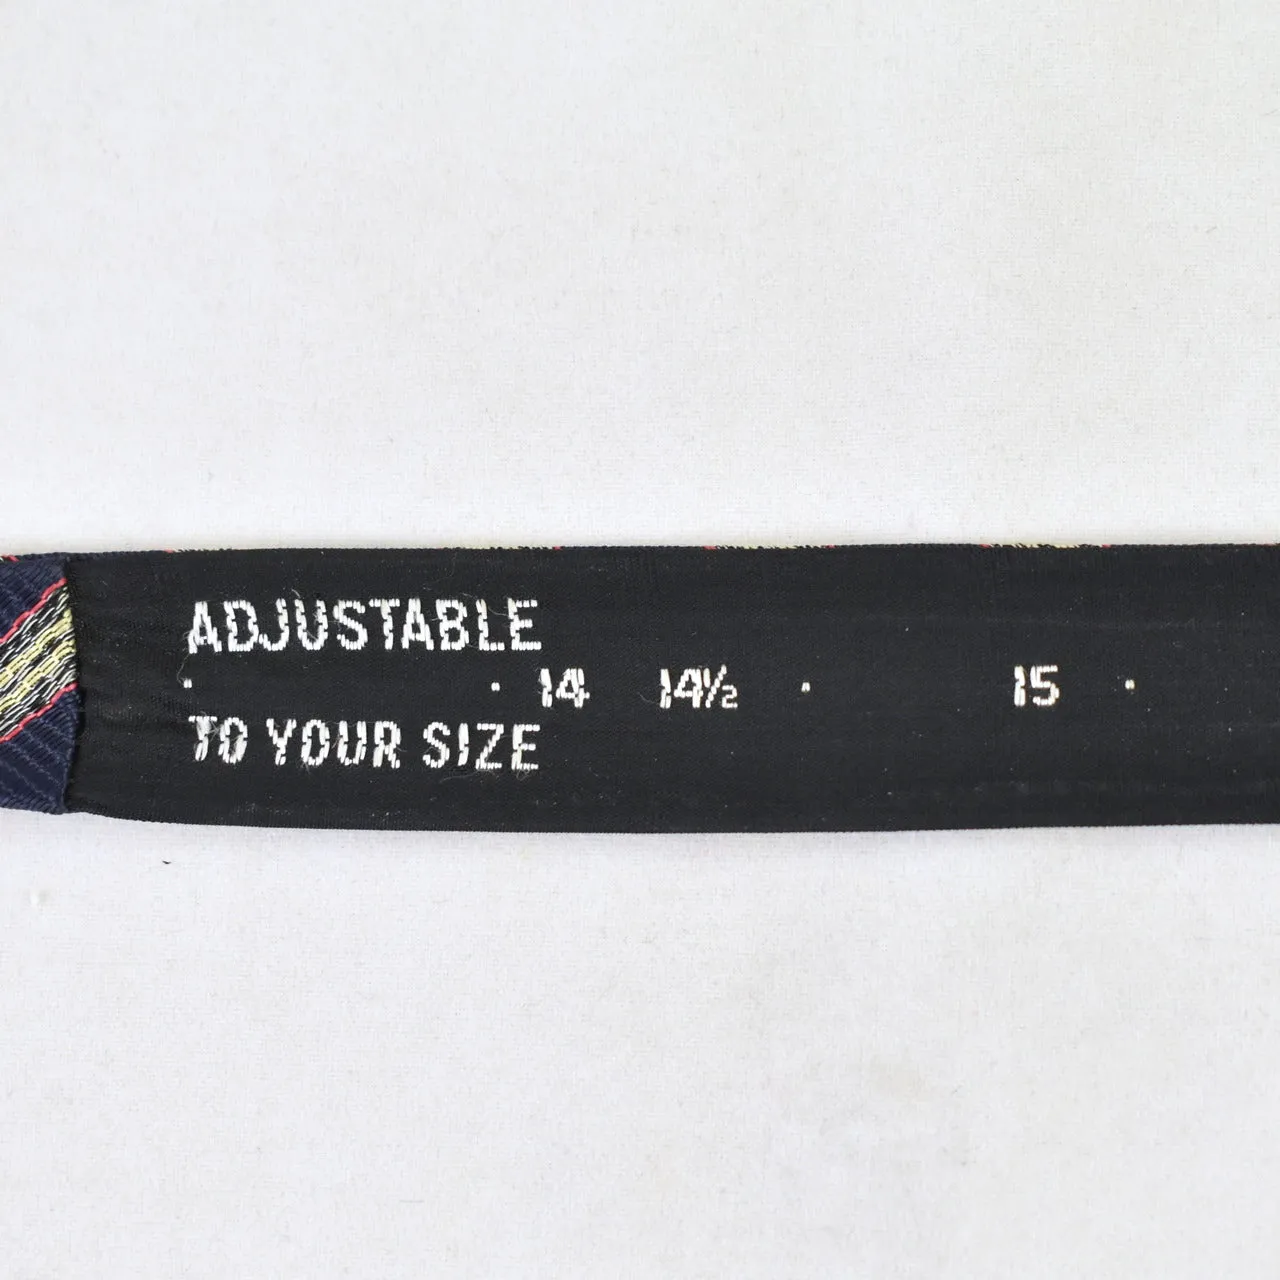 ADJUSTABLE
· · 14 14½ · 15 ·
TO YOUR SIZE